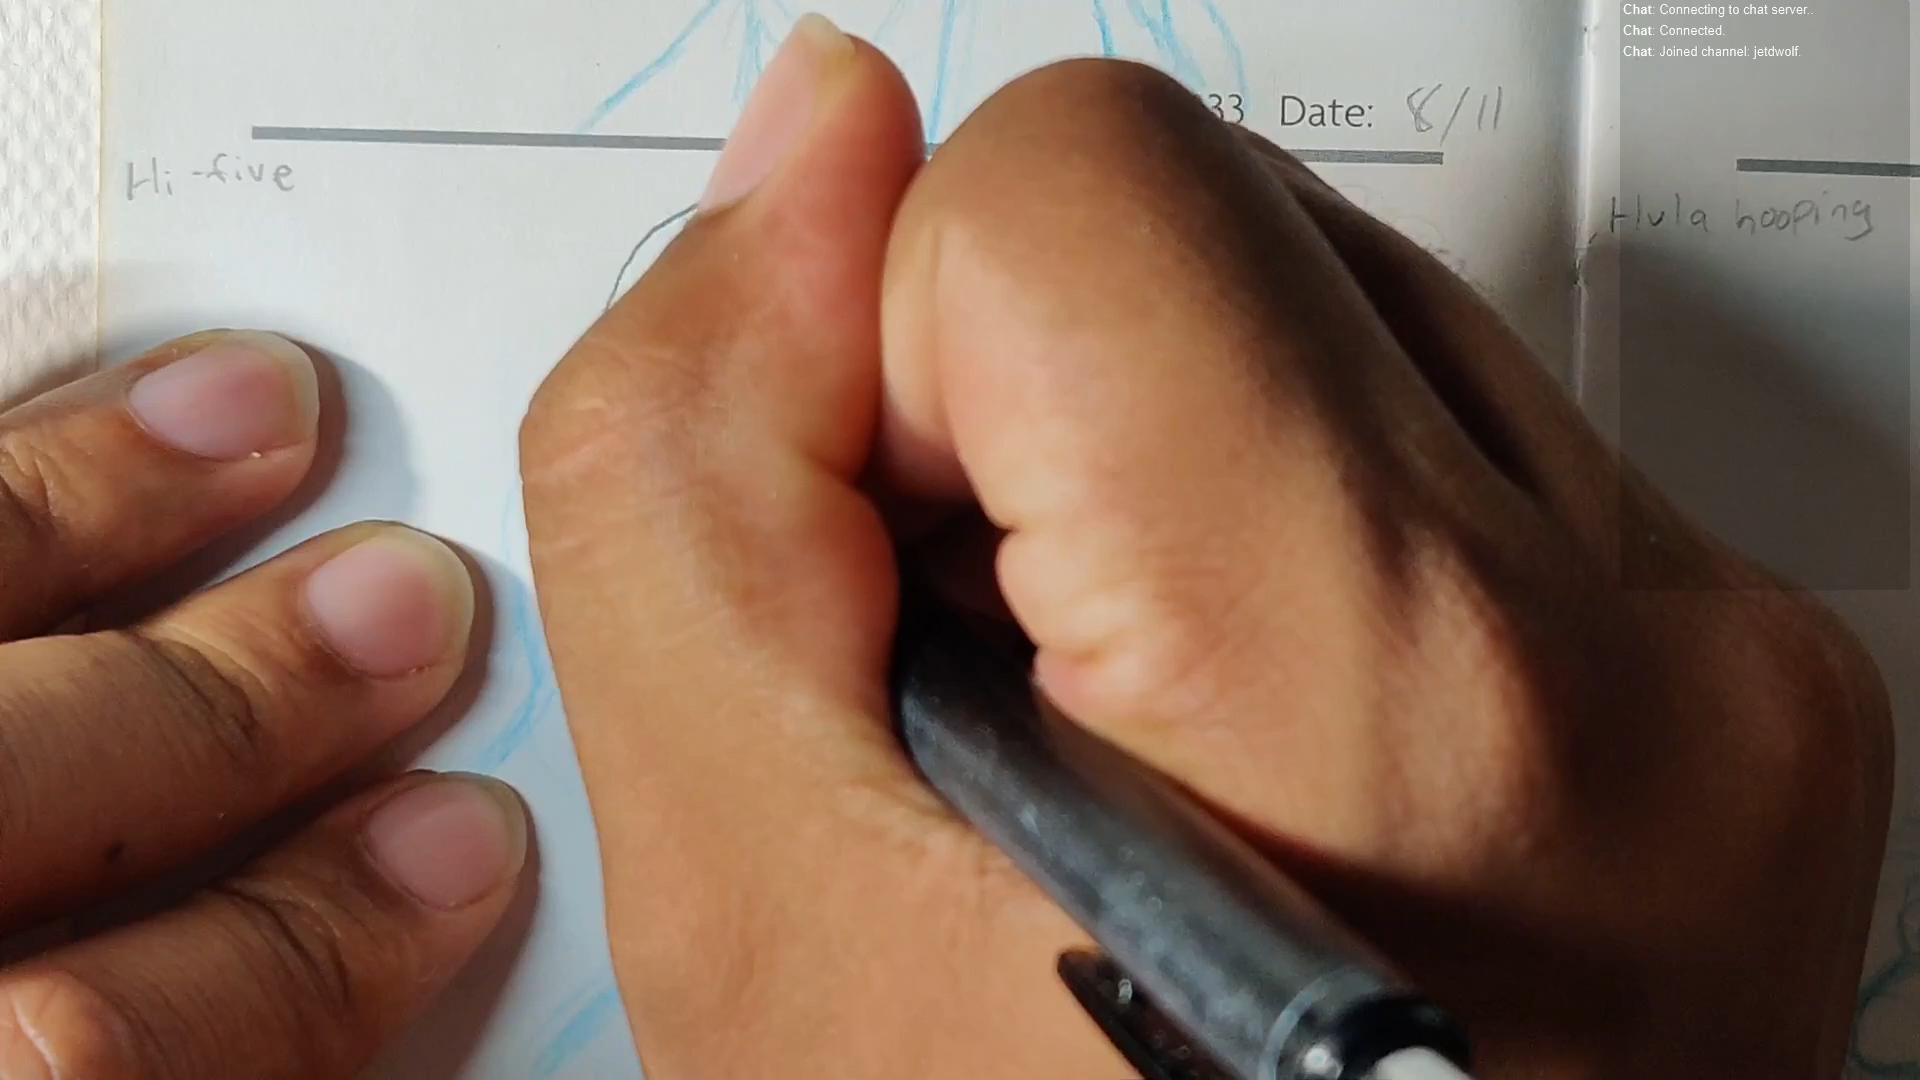 Chat: Connecting to chat server..
Chat: Connected.
Chat: Joined channel: jetdwolf.
33 Date: 8/11
Hi-five
Hula hooping